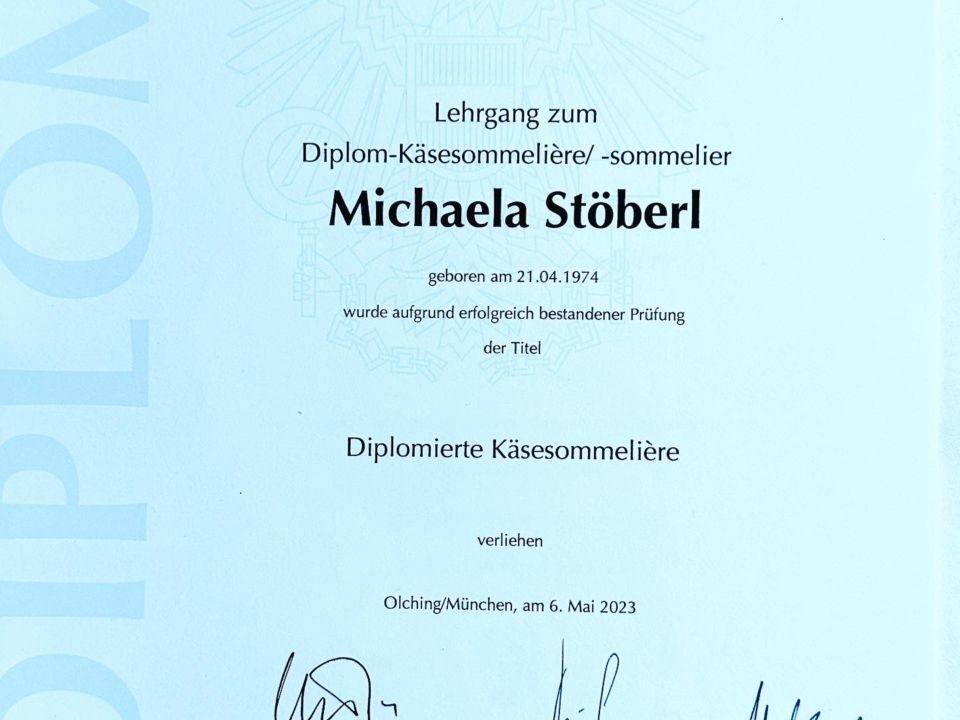 DIPLOM
Lehrgang zum
Diplom-Käsesommelière/ -sommelier
Michaela Stöberl
geboren am 21.04.1974
wurde aufgrund erfolgreich bestandener Prüfung
der Titel
Diplomierte Käsesommelière
verliehen
Olching/München, am 6. Mai 2023